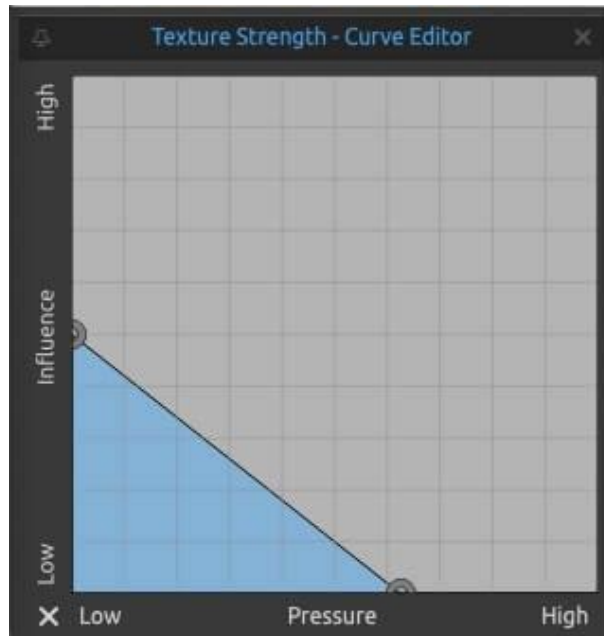 Texture Strength - Curve Editor
High
Influence
Low
Low Pressure High